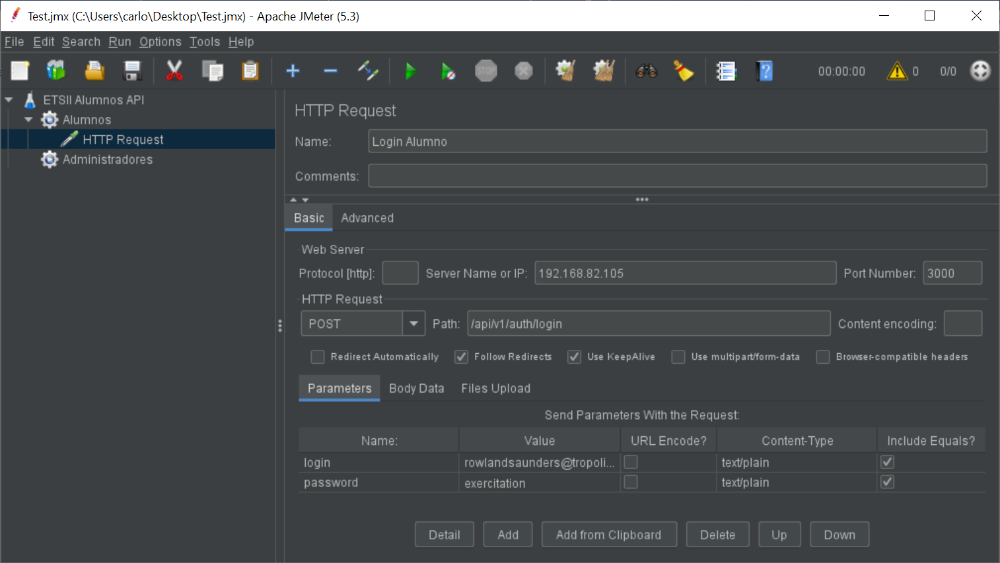 Test.jmx (C:\Users\carlo\Desktop\Test.jmx) - Apache JMeter (5.3)
File Edit Search Run Options Tools Help
STOP 00:00:00 0 0/0
ETSII Alumnos API
Alumnos
HTTP Request
Administradores
HTTP Request
Name: Login Alumno
Comments:
Basic Advanced
Web Server
Protocol [http]: Server Name or IP: 192.168.82.105 Port Number: 3000
HTTP Request
POST Path: /api/v1/auth/login Content encoding:
Redirect Automatically Follow Redirects Use KeepAlive Use multipart/form-data Browser-compatible headers
Parameters Body Data Files Upload
Send Parameters With the Request:
Name: Value URL Encode? Content-Type Include Equals?
login rowlandsaunders@tropoli... text/plain
password exercitation text/plain
Detail Add Add from Clipboard Delete Up Down